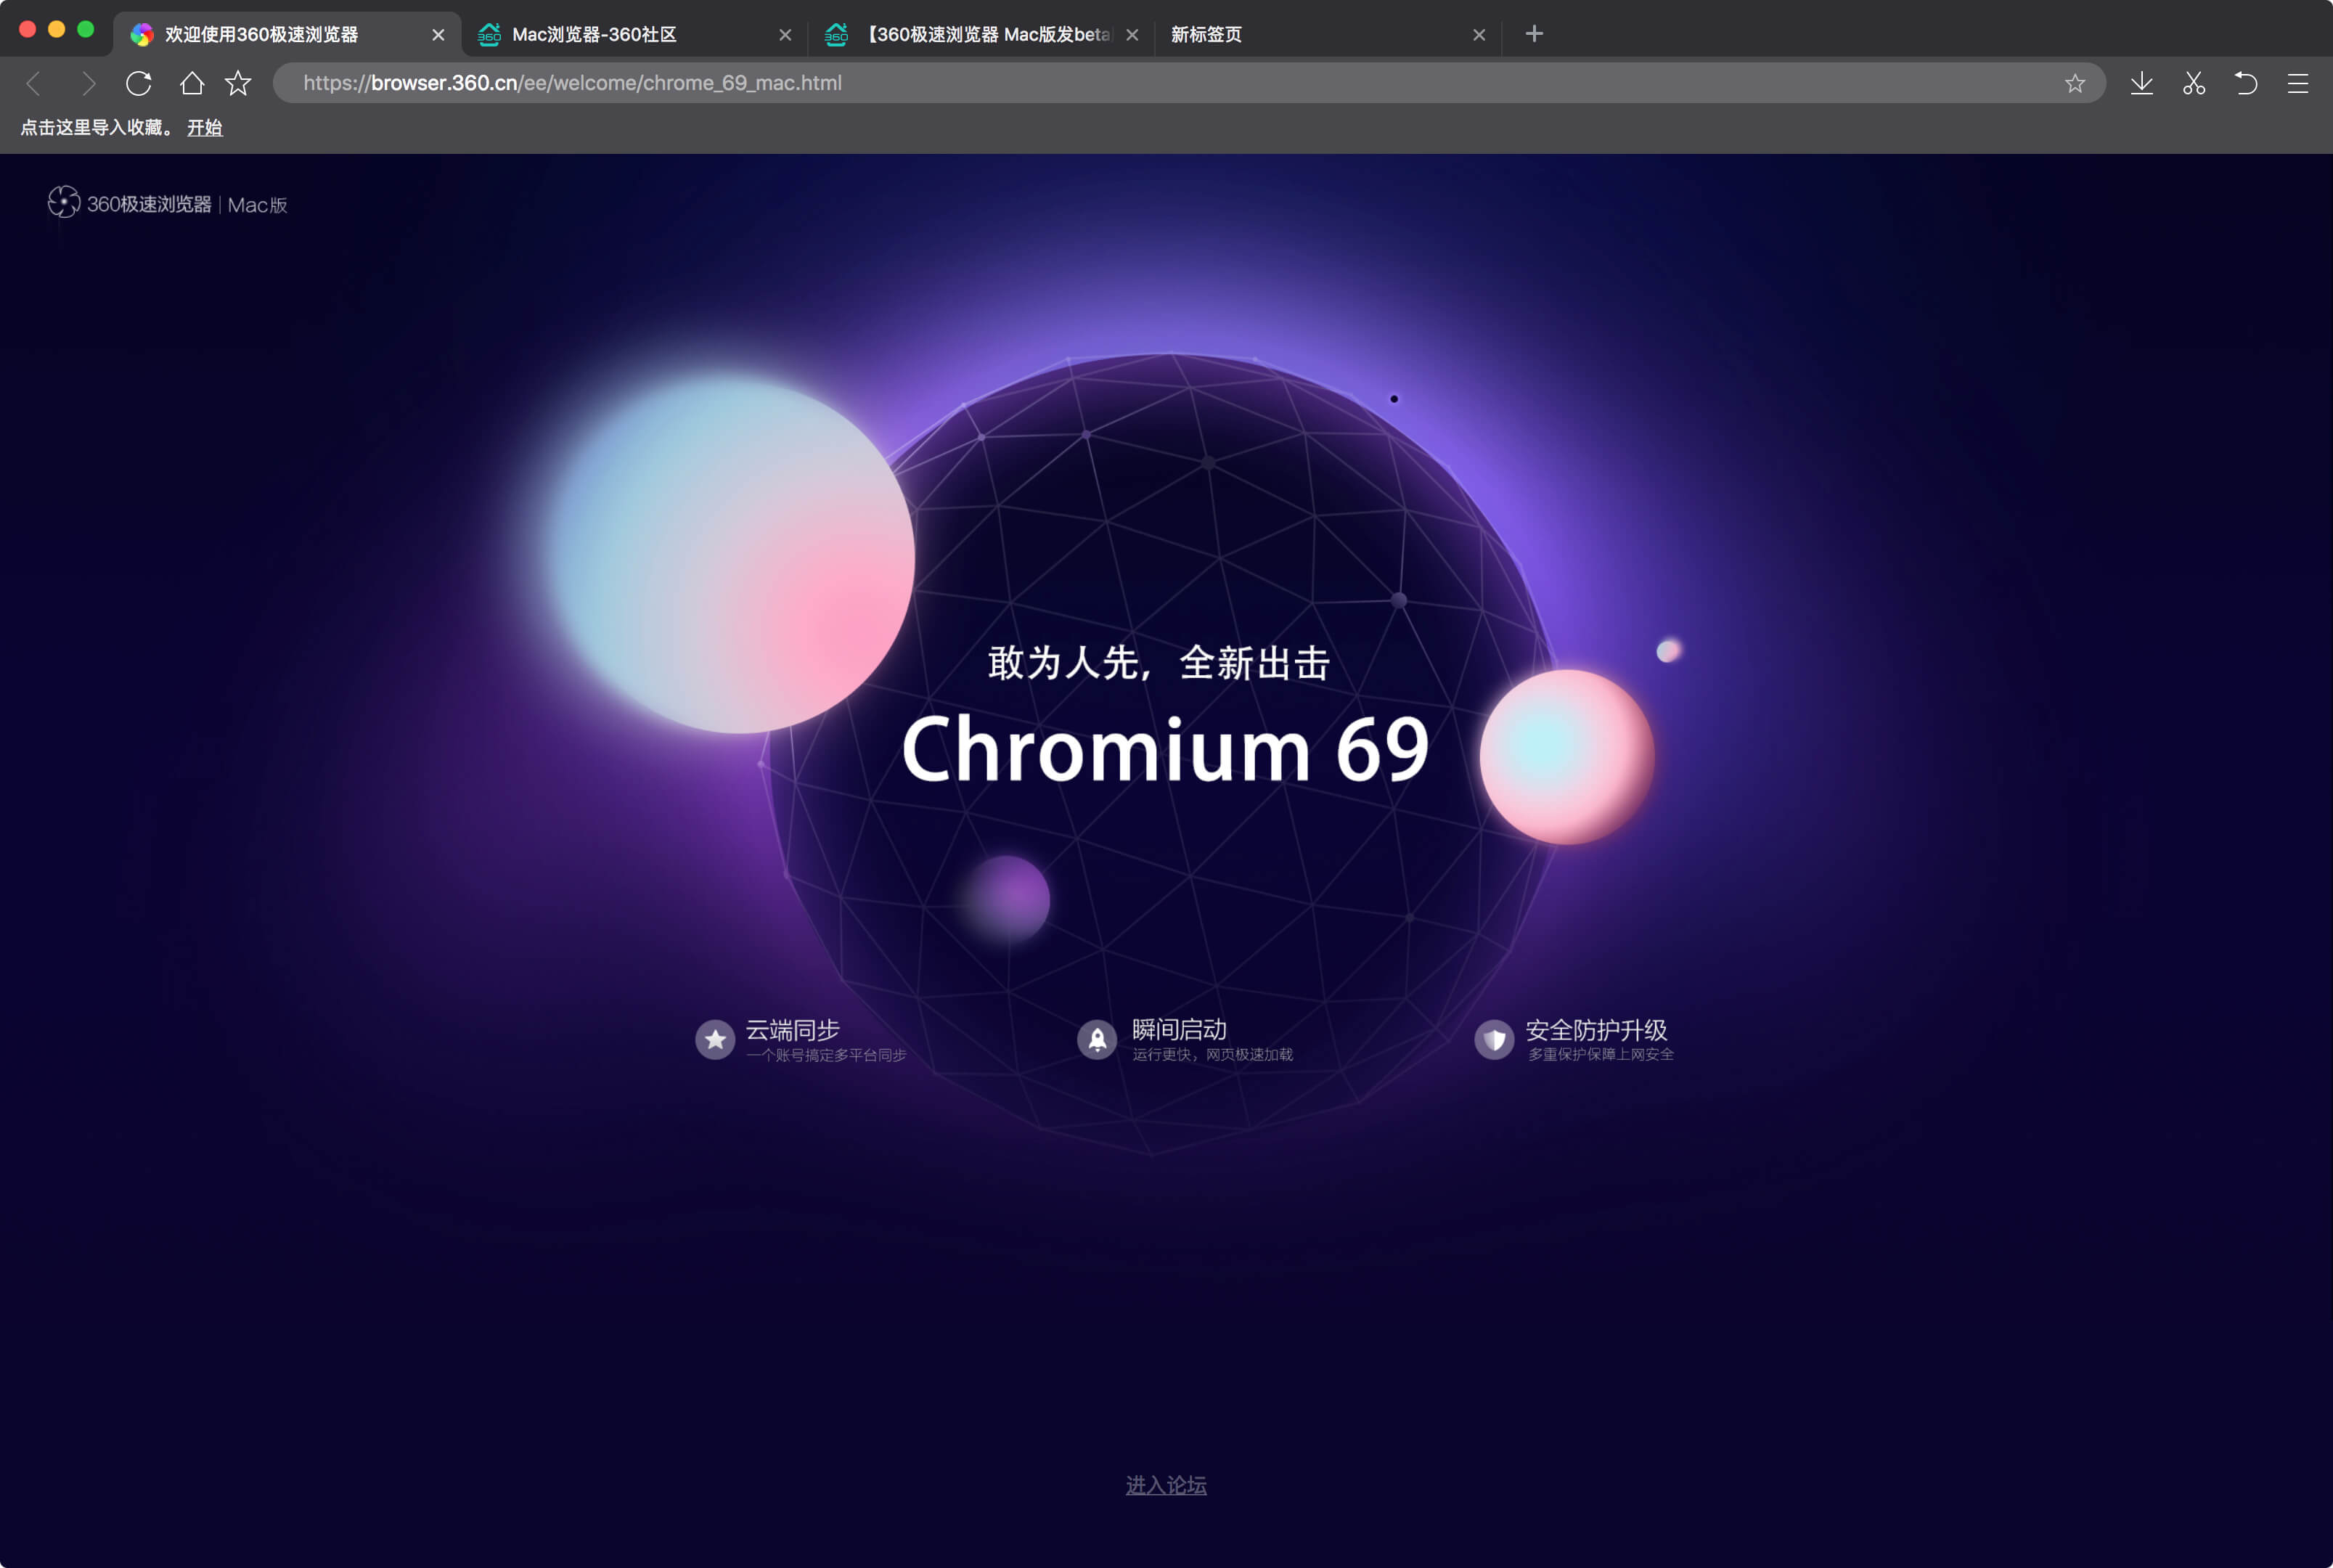 欢迎使用360极速浏览器
Mac浏览器-360社区
【360极速浏览器 Mac版发beta
新标签页
https://browser.360.cn/ee/welcome/chrome_69_mac.html
点击这里导入收藏。 开始
360极速浏览器 | Mac版
敢为人先，全新出击
Chromium 69
云端同步
一个账号搞定多平台同步
瞬间启动
运行更快，网页极速加载
安全防护升级
多重保护保障上网安全
进入论坛